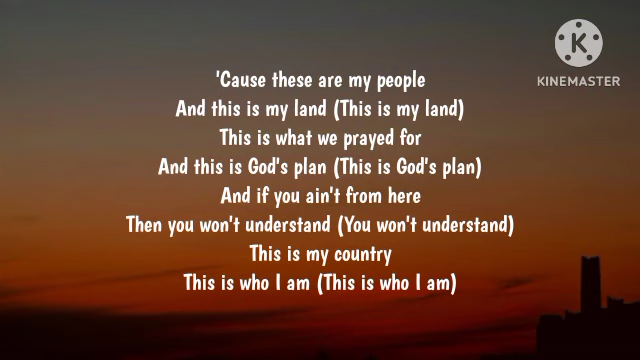 KINEMASTER
'Cause these are my people
And this is my land (This is my land)
This is what we prayed for
And this is God's plan (This is God's plan)
And if you ain't from here
Then you won't understand (You won't understand)
This is my country
This is who I am (This is who I am)